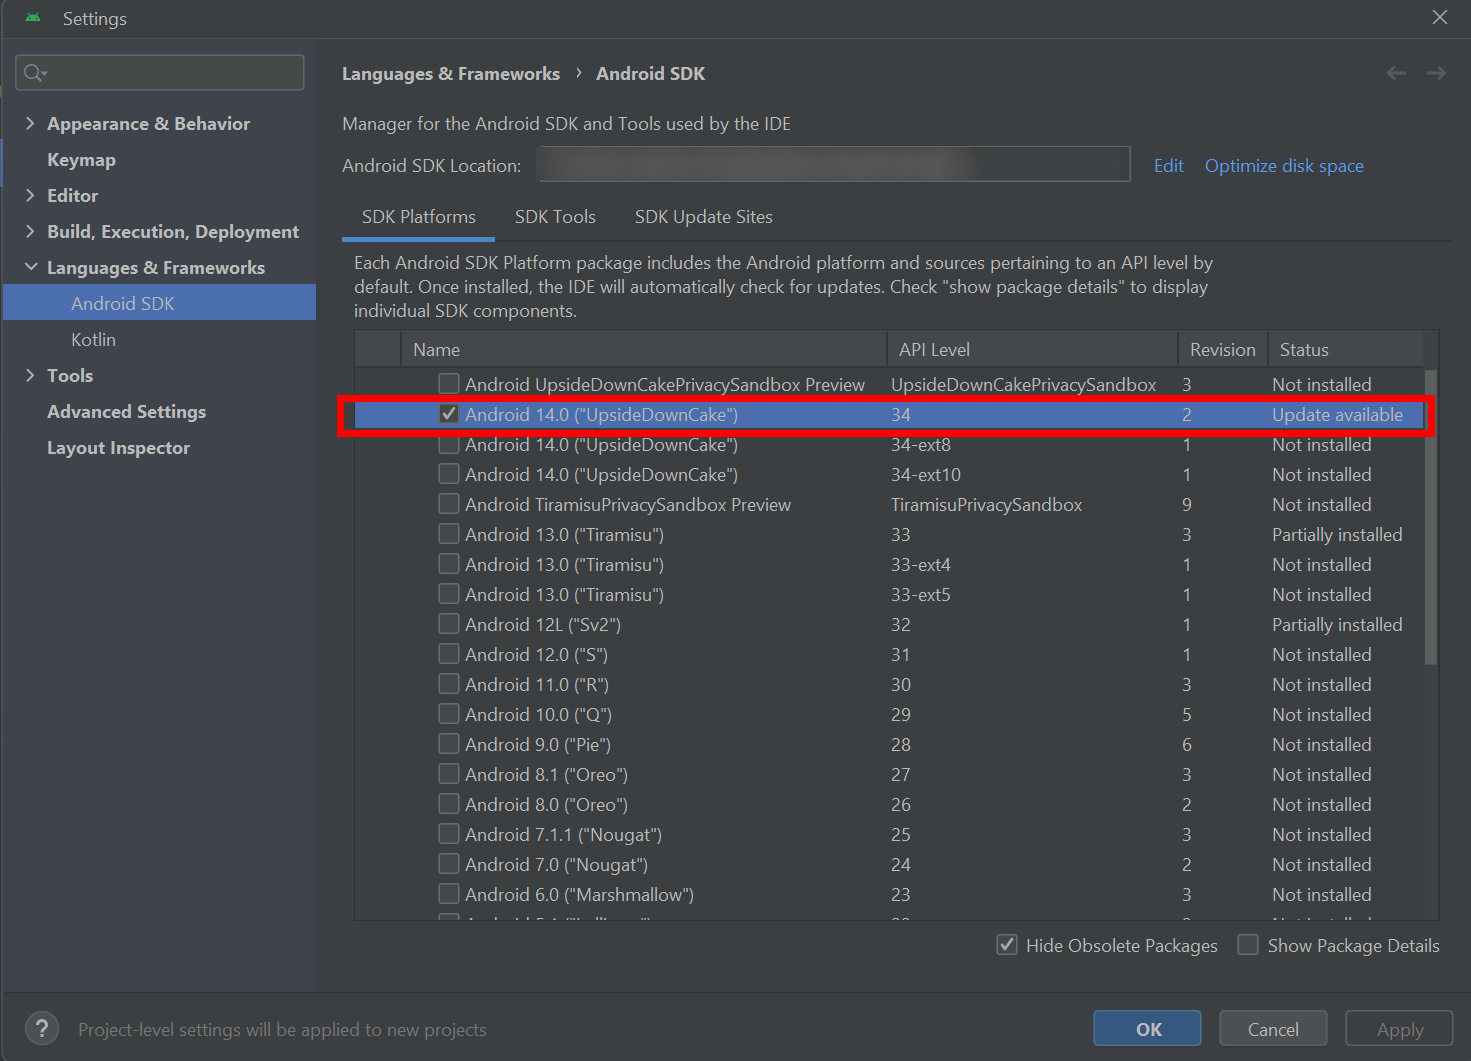 Settings
Languages & Frameworks › Android SDK
Appearance & Behavior
Keymap
Editor
Build, Execution, Deployment
Languages & Frameworks
Android SDK
Kotlin
Tools
Advanced Settings
Layout Inspector
Manager for the Android SDK and Tools used by the IDE
Android SDK Location: Edit Optimize disk space
SDK Platforms SDK Tools SDK Update Sites
Each Android SDK Platform package includes the Android platform and sources pertaining to an API level by
default. Once installed, the IDE will automatically check for updates. Check "show package details" to display
individual SDK components.
Name API Level Revision Status
Android UpsideDownCakePrivacySandbox Preview UpsideDownCakePrivacySandbox 3 Not installed
Android 14.0 ("UpsideDownCake") 34 2 Update available
Android 14.0 ("UpsideDownCake") 34-ext8 1 Not installed
Android 14.0 ("UpsideDownCake") 34-ext10 1 Not installed
Android TiramisuPrivacySandbox Preview TiramisuPrivacySandbox 9 Not installed
Android 13.0 ("Tiramisu") 33 3 Partially installed
Android 13.0 ("Tiramisu") 33-ext4 1 Not installed
Android 13.0 ("Tiramisu") 33-ext5 1 Not installed
Android 12L ("Sv2") 32 1 Partially installed
Android 12.0 ("S") 31 1 Not installed
Android 11.0 ("R") 30 3 Not installed
Android 10.0 ("Q") 29 5 Not installed
Android 9.0 ("Pie") 28 6 Not installed
Android 8.1 ("Oreo") 27 3 Not installed
Android 8.0 ("Oreo") 26 2 Not installed
Android 7.1.1 ("Nougat") 25 3 Not installed
Android 7.0 ("Nougat") 24 2 Not installed
Android 6.0 ("Marshmallow") 23 3 Not installed
Hide Obsolete Packages Show Package Details
? Project-level settings will be applied to new projects
OK Cancel Apply